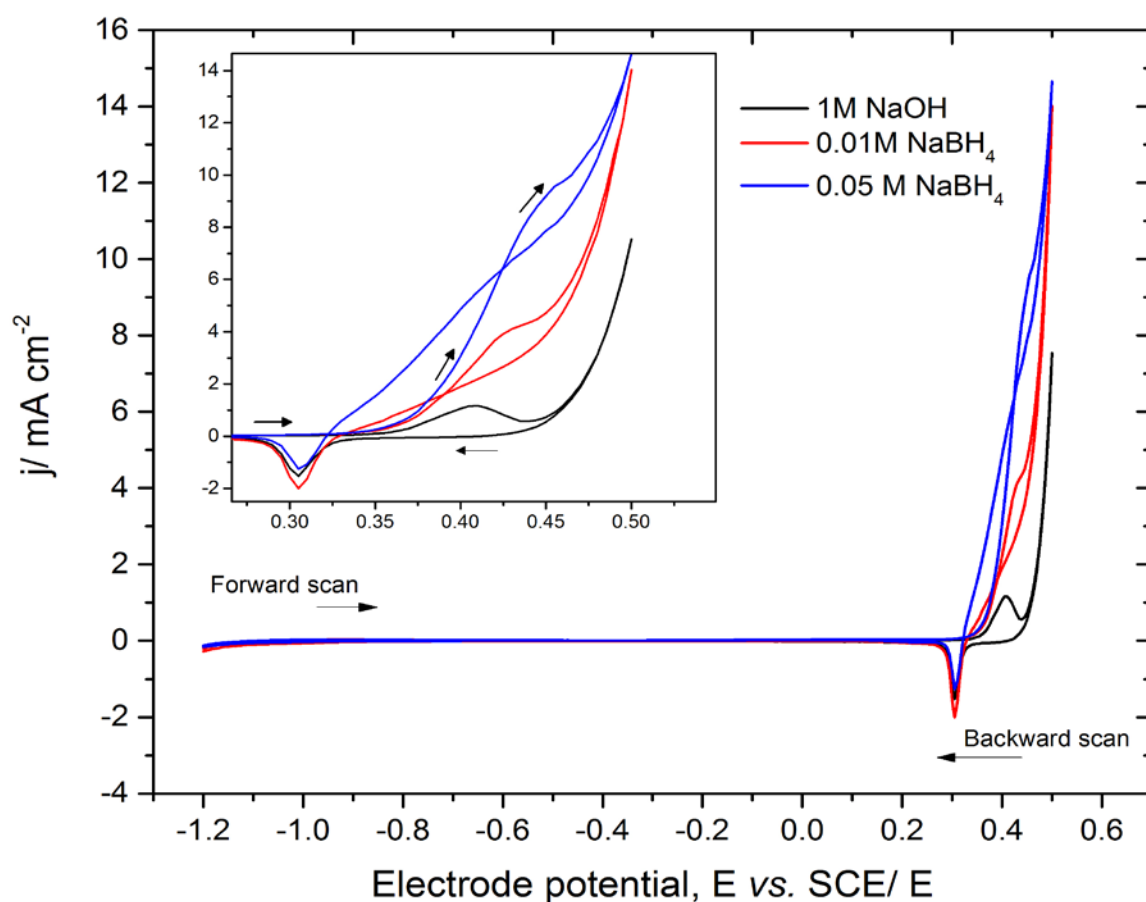 16
14
12
10
8
6
4
2
0
-2
-4
j/ mA cm-2
14
12
10
8
6
4
2
0
-2
0.30 0.35 0.40 0.45 0.50
1M NaOH
0.01M NaBH4
0.05 M NaBH4
Forward scan
Backward scan
-1.2 -1.0 -0.8 -0.6 -0.4 -0.2 0.0 0.2 0.4 0.6
Electrode potential, E vs. SCE/ E